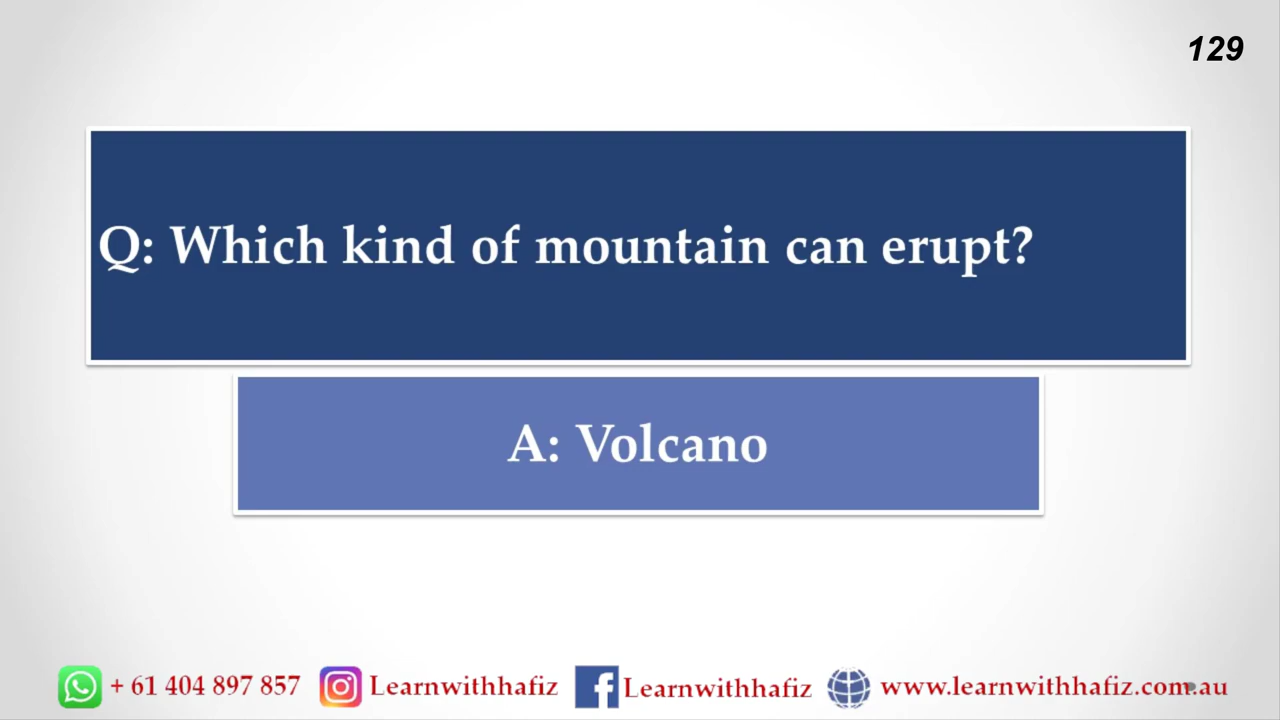 129
Q: Which kind of mountain can erupt?
A: Volcano
+ 61 404 897 857 Learnwithhafiz Learnwithhafiz www.learnwithhafiz.com.au